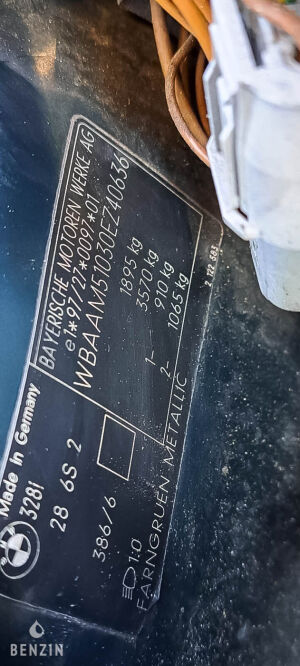 BAYERISCHE MOTOREN WERKE AG
e1*97/27*0097*01
WBAAM51030EZ40636
1895 kg
3570 kg
1- 910 kg
2- 1065 kg
Made in Germany
328i
28 6S 2
386/6
1:0
FARNGRUEN METALLIC
BENZIN